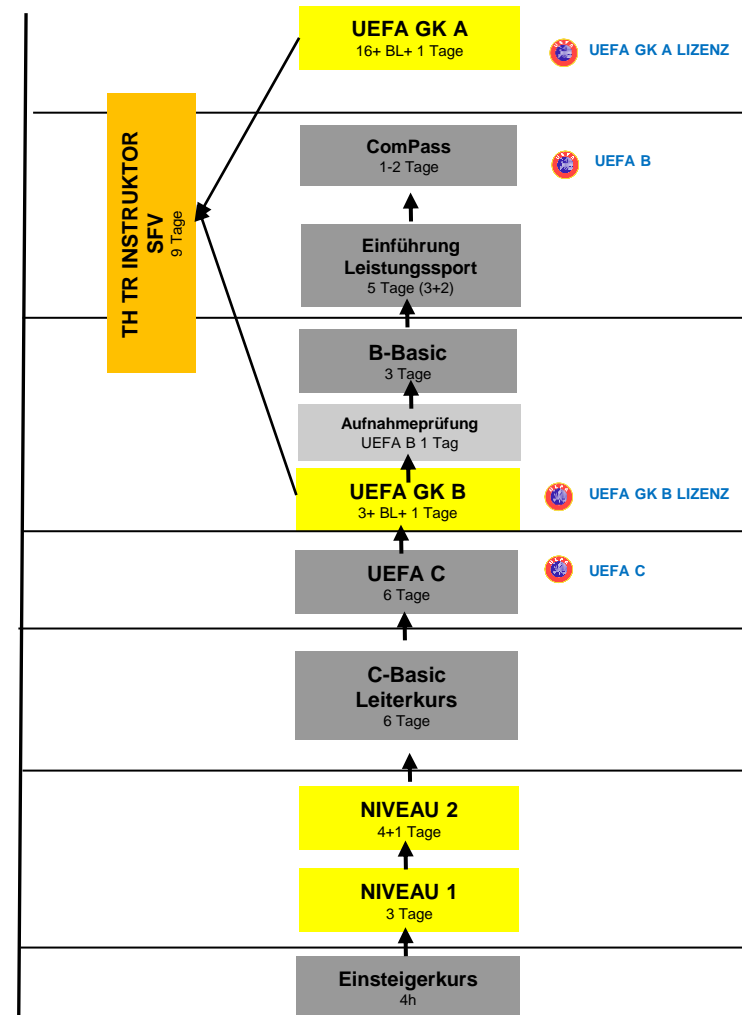 UEFA GK A
16+ BL+ 1 Tage
UEFA GK A LIZENZ
TH TR INSTRUKTOR
SFV
9 Tage
ComPass
1-2 Tage
UEFA B
Einführung
Leistungssport
5 Tage (3+2)
B-Basic
3 Tage
Aufnahmeprüfung
UEFA B 1 Tag
UEFA GK B
3+ BL+ 1 Tage
UEFA GK B LIZENZ
UEFA C
6 Tage
UEFA C
C-Basic
Leiterkurs
6 Tage
NIVEAU 2
4+1 Tage
NIVEAU 1
3 Tage
Einsteigerkurs
4h